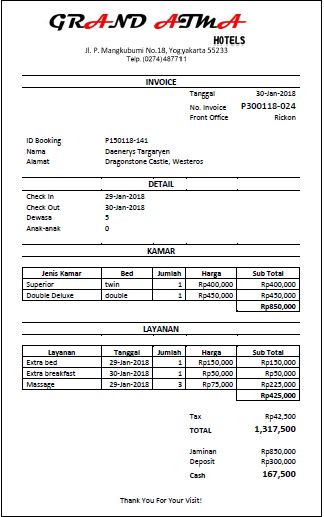 GRAND ATMA
HOTELS
Jl. P. Mangkubumi No.18, Yogyakarta 55233
Telp. (0274)487711
INVOICE
Tanggal 30-Jan-2018
No. Invoice P300118-024
Front Office Rickon
ID Booking P150118-141
Nama Daenerys Targaryen
Alamat Dragonstone Castle, Westeros
DETAIL
Check In 29-Jan-2018
Check Out 30-Jan-2018
Dewasa 5
Anak-anak 0
KAMAR
Jenis Kamar Bed Jumlah Harga Sub Total
Superior twin 1 Rp400,000 Rp400,000
Double Deluxe double 1 Rp450,000 Rp450,000
Rp850,000
LAYANAN
Layanan Tanggal Jumlah Harga Sub Total
Extra bed 29-Jan-2018 1 Rp150,000 Rp150,000
Extra breakfast 30-Jan-2018 1 Rp50,000 Rp50,000
Massage 29-Jan-2018 3 Rp75,000 Rp225,000
Rp425,000
Tax Rp42,500
TOTAL 1,317,500
Jaminan Rp850,000
Deposit Rp300,000
Cash 167,500
Thank You For Your Visit!